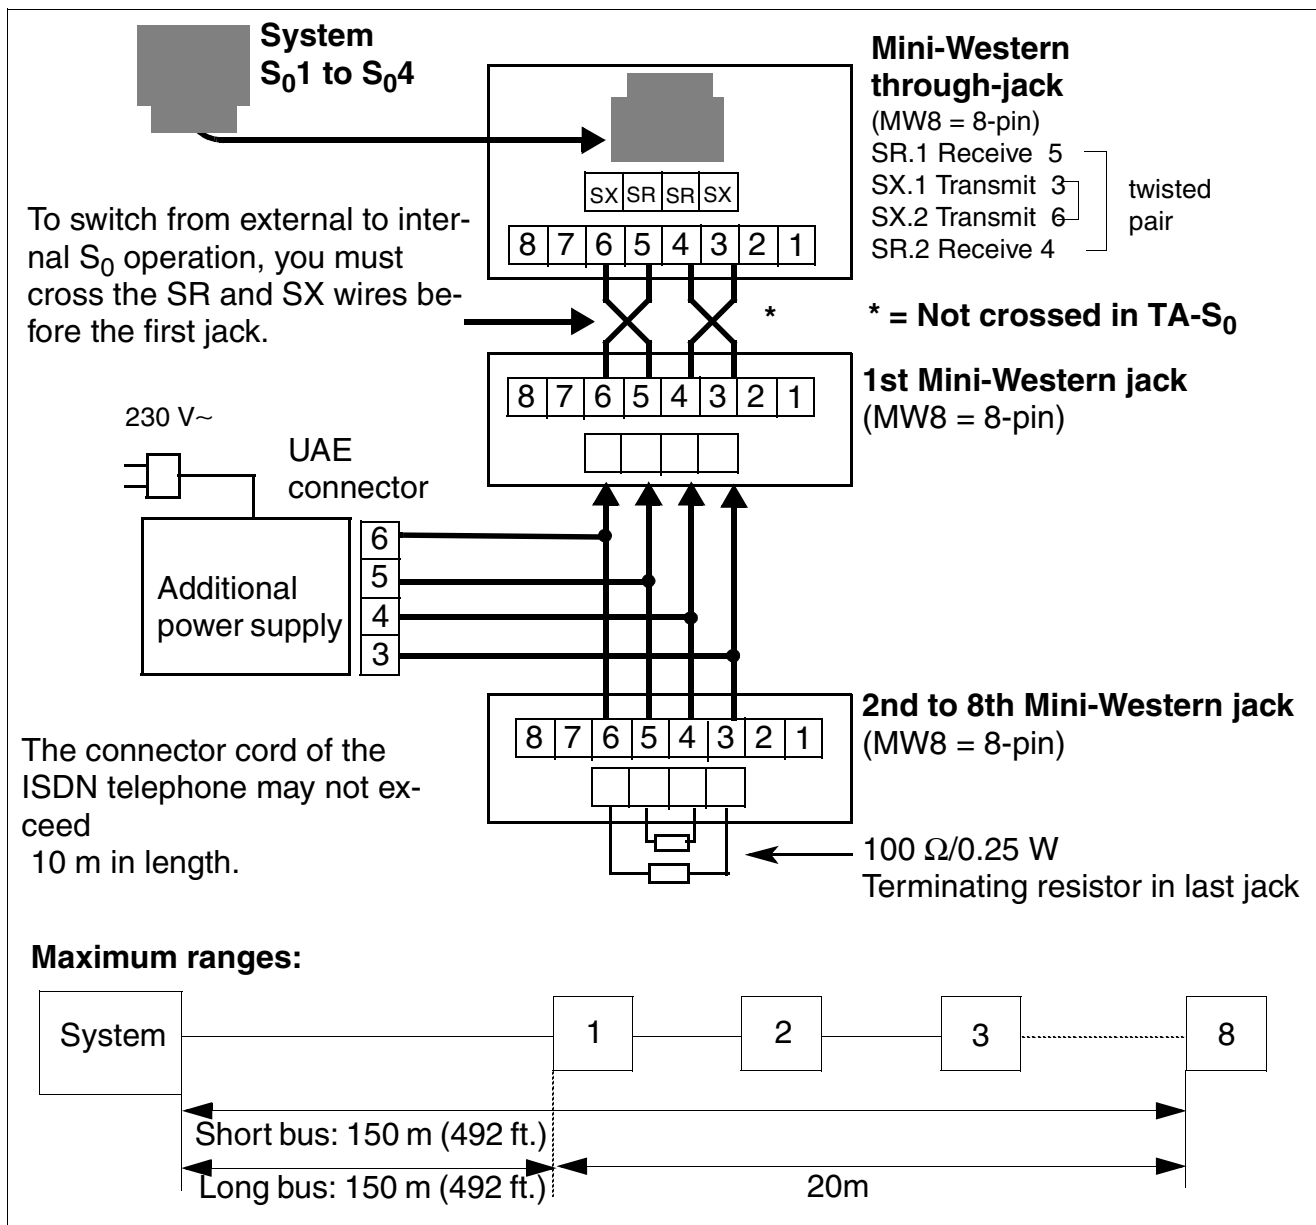 System
S01 to S04
Mini-Western
through-jack
(MW8 = 8-pin)
SR.1 Receive 5
SX.1 Transmit 3
SX.2 Transmit 6
SR.2 Receive 4
twisted
pair
SX SR SR SX
8 7 6 5 4 3 2 1
To switch from external to inter-
nal S0 operation, you must
cross the SR and SX wires be-
fore the first jack.
*
* = Not crossed in TA-S0
1st Mini-Western jack
(MW8 = 8-pin)
8 7 6 5 4 3 2 1
230 V~
UAE
connector
Additional
power supply
6
5
4
3
2nd to 8th Mini-Western jack
(MW8 = 8-pin)
8 7 6 5 4 3 2 1
The connector cord of the
ISDN telephone may not ex-
ceed
10 m in length.
100 Ω/0.25 W
Terminating resistor in last jack
Maximum ranges:
System
1
2
3
8
Short bus: 150 m (492 ft.)
Long bus: 150 m (492 ft.)
20m